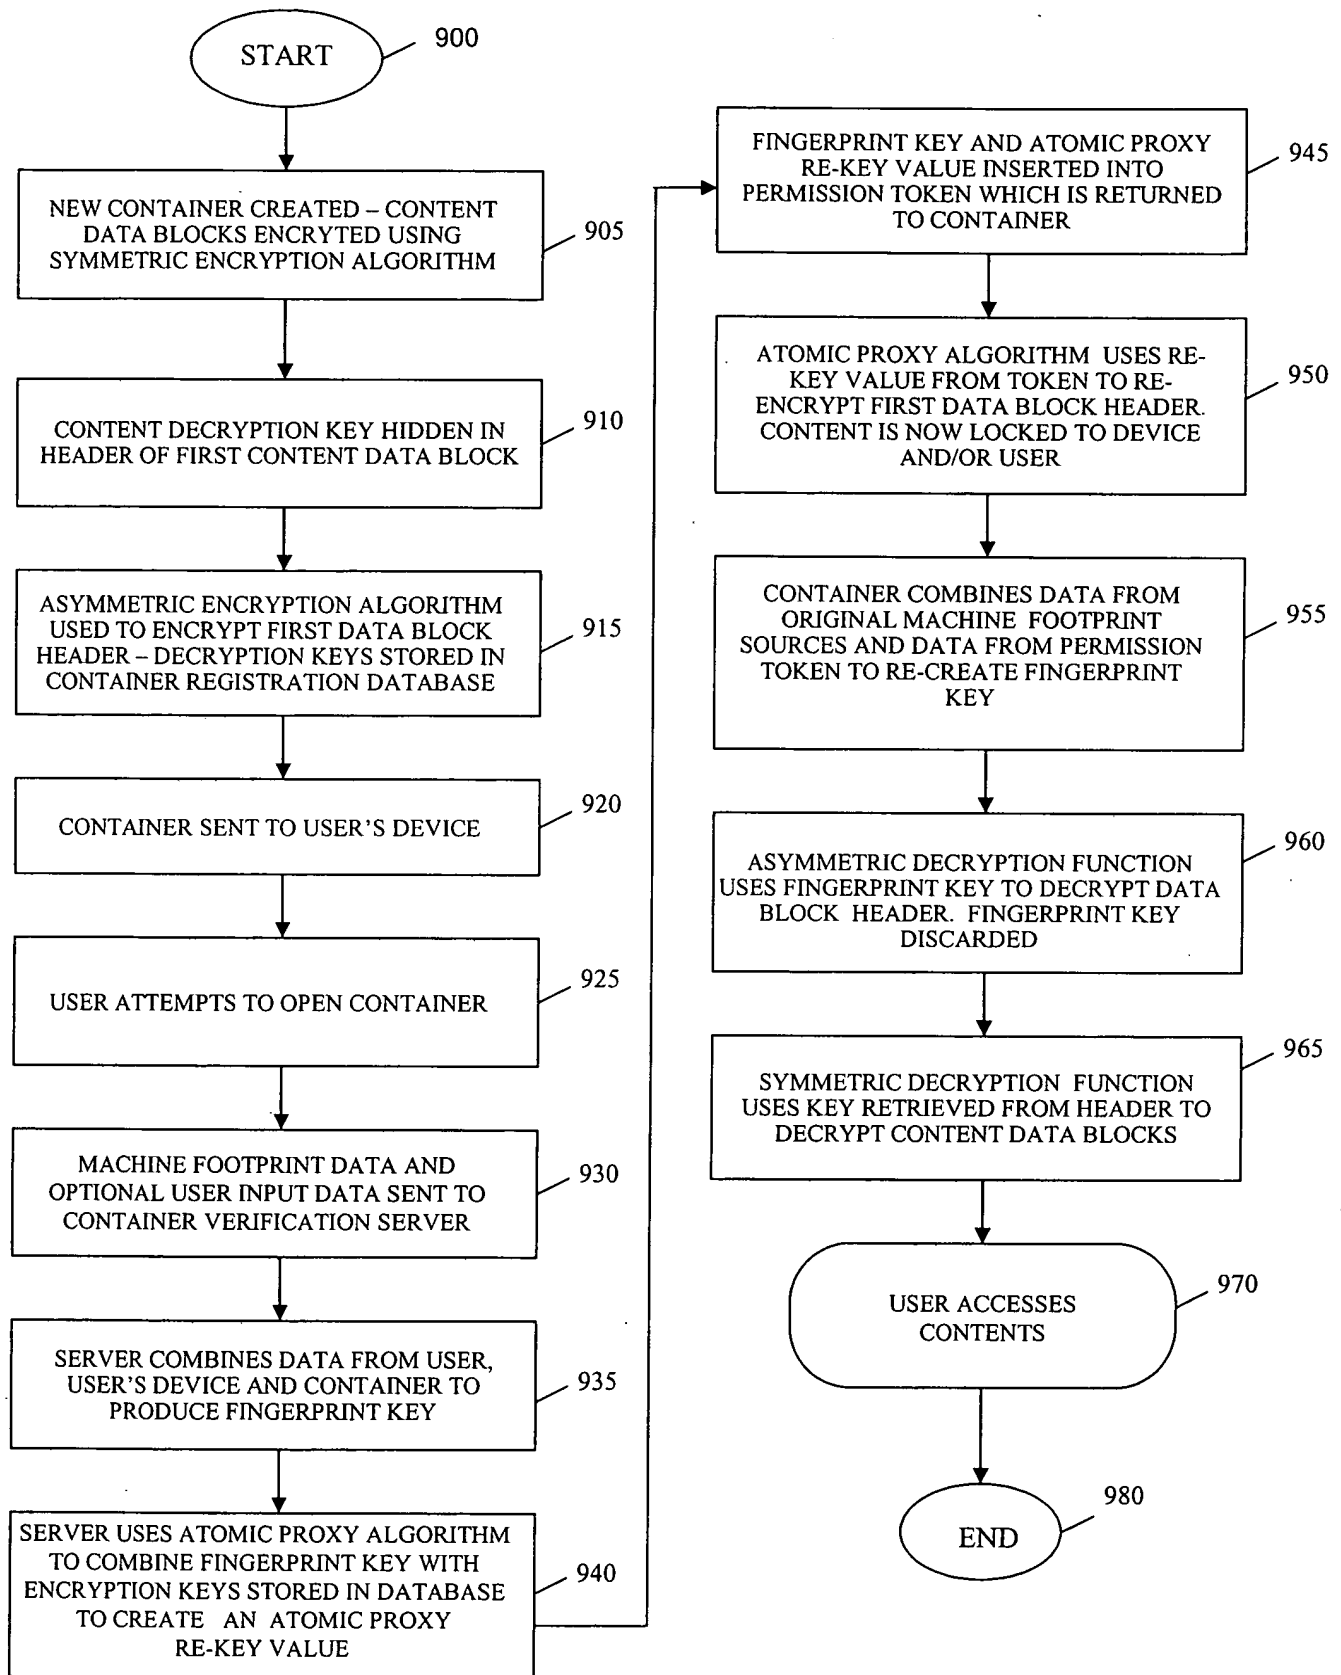 START
900
NEW CONTAINER CREATED – CONTENT
DATA BLOCKS ENCRYTED USING
SYMMETRIC ENCRYPTION ALGORITHM
905
CONTENT DECRYPTION KEY HIDDEN IN
HEADER OF FIRST CONTENT DATA BLOCK
910
ASYMMETRIC ENCRYPTION ALGORITHM
USED TO ENCRYPT FIRST DATA BLOCK
HEADER – DECRYPTION KEYS STORED IN
CONTAINER REGISTRATION DATABASE
915
CONTAINER SENT TO USER'S DEVICE
920
USER ATTEMPTS TO OPEN CONTAINER
925
MACHINE FOOTPRINT DATA AND
OPTIONAL USER INPUT DATA SENT TO
CONTAINER VERIFICATION SERVER
930
SERVER COMBINES DATA FROM USER,
USER'S DEVICE AND CONTAINER TO
PRODUCE FINGERPRINT KEY
935
SERVER USES ATOMIC PROXY ALGORITHM
TO COMBINE FINGERPRINT KEY WITH
ENCRYPTION KEYS STORED IN DATABASE
TO CREATE AN ATOMIC PROXY
RE-KEY VALUE
940
FINGERPRINT KEY AND ATOMIC PROXY
RE-KEY VALUE INSERTED INTO
PERMISSION TOKEN WHICH IS RETURNED
TO CONTAINER
945
ATOMIC PROXY ALGORITHM USES RE-
KEY VALUE FROM TOKEN TO RE-
ENCRYPT FIRST DATA BLOCK HEADER.
CONTENT IS NOW LOCKED TO DEVICE
AND/OR USER
950
CONTAINER COMBINES DATA FROM
ORIGINAL MACHINE FOOTPRINT
SOURCES AND DATA FROM PERMISSION
TOKEN TO RE-CREATE FINGERPRINT
KEY
955
ASYMMETRIC DECRYPTION FUNCTION
USES FINGERPRINT KEY TO DECRYPT DATA
BLOCK HEADER. FINGERPRINT KEY
DISCARDED
960
SYMMETRIC DECRYPTION FUNCTION
USES KEY RETRIEVED FROM HEADER TO
DECRYPT CONTENT DATA BLOCKS
965
USER ACCESSES
CONTENTS
970
END
980